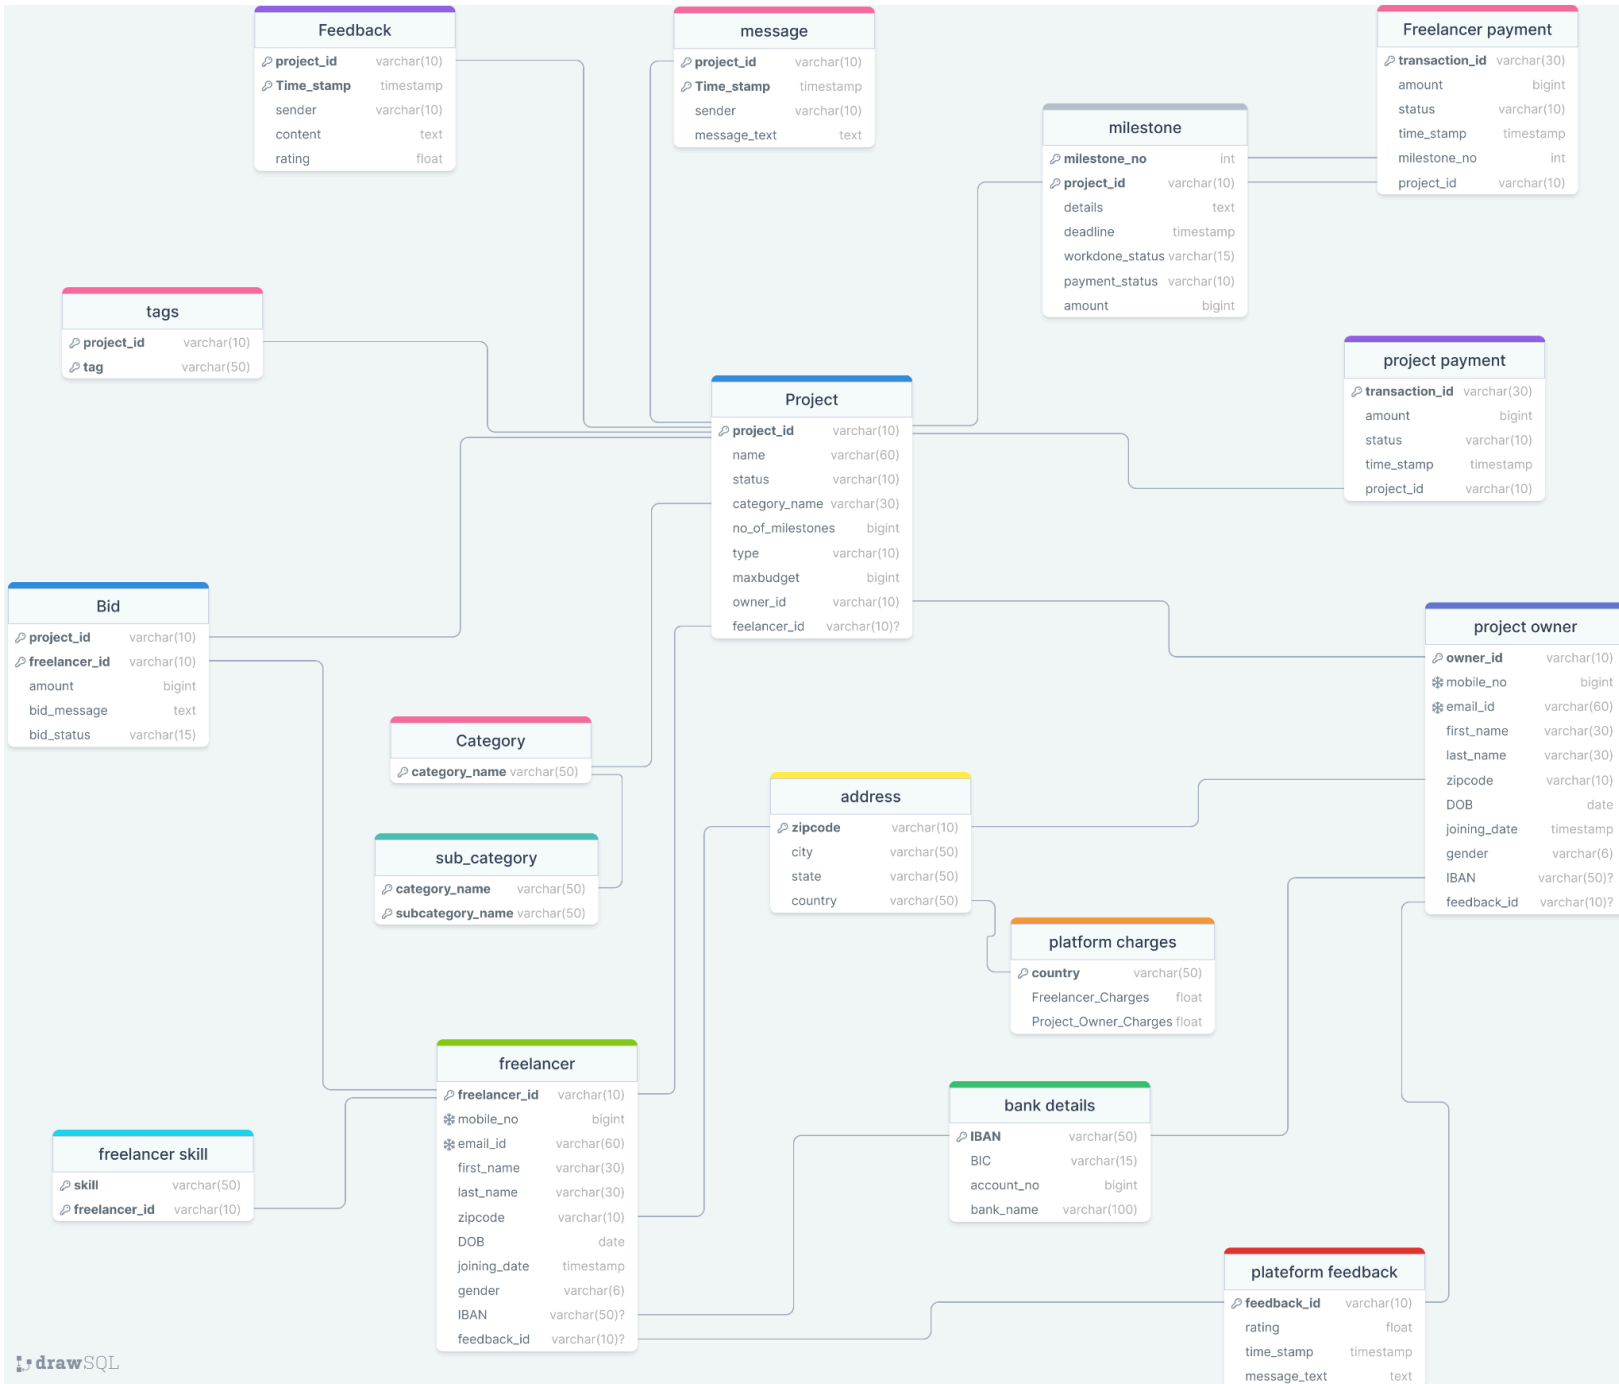 Feedback
project_id varchar(10)
Time_stamp timestamp
sender varchar(10)
content text
rating float
message
project_id varchar(10)
Time_stamp timestamp
sender varchar(10)
message_text text
Freelancer payment
transaction_id varchar(30)
amount bigint
status varchar(10)
time_stamp timestamp
milestone_no int
project_id varchar(10)
milestone
milestone_no int
project_id varchar(10)
details text
deadline timestamp
workdone_status varchar(15)
payment_status varchar(10)
amount bigint
tags
project_id varchar(10)
tag varchar(50)
project payment
transaction_id varchar(30)
amount bigint
status varchar(10)
time_stamp timestamp
project_id varchar(10)
Project
project_id varchar(10)
name varchar(60)
status varchar(10)
category_name varchar(30)
no_of_milestones bigint
type varchar(10)
maxbudget bigint
owner_id varchar(10)
feelancer_id varchar(10)?
Bid
project_id varchar(10)
freelancer_id varchar(10)
amount bigint
bid_message text
bid_status varchar(15)
project owner
owner_id varchar(10)
mobile_no bigint
email_id varchar(60)
first_name varchar(30)
last_name varchar(30)
zipcode varchar(10)
DOB date
joining_date timestamp
gender varchar(6)
IBAN varchar(50)?
feedback_id varchar(10)?
Category
category_name varchar(50)
sub_category
category_name varchar(50)
subcategory_name varchar(50)
address
zipcode varchar(10)
city varchar(50)
state varchar(50)
country varchar(50)
platform charges
country varchar(50)
Freelancer_Charges float
Project_Owner_Charges float
freelancer
freelancer_id varchar(10)
mobile_no bigint
email_id varchar(60)
first_name varchar(30)
last_name varchar(30)
zipcode varchar(10)
DOB date
joining_date timestamp
gender varchar(6)
IBAN varchar(50)?
feedback_id varchar(10)?
bank details
IBAN varchar(50)
BIC varchar(15)
account_no bigint
bank_name varchar(100)
freelancer skill
skill varchar(50)
freelancer_id varchar(10)
plateform feedback
feedback_id varchar(10)
rating float
time_stamp timestamp
message_text text
drawSQL